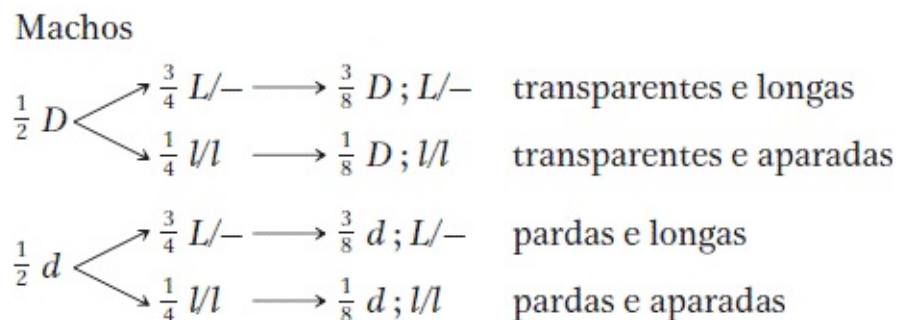 Machos
1/2 D
3/4 L/– ⟶ 3/8 D ; L/– transparentes e longas
1/4 l/l ⟶ 1/8 D ; l/l transparentes e aparadas
1/2 d
3/4 L/– ⟶ 3/8 d ; L/– pardas e longas
1/4 l/l ⟶ 1/8 d ; l/l pardas e aparadas